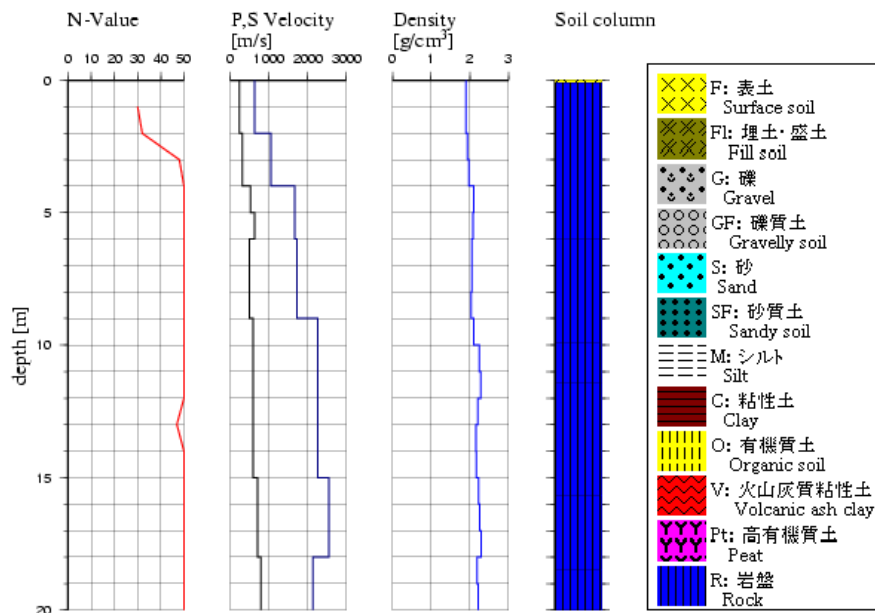 N-Value P,S Velocity Density Soil column
[m/s] [g/cm³]
0 10 20 30 40 50 0 1000 2000 3000 0 1 2 3
0
5
10
15
20
depth [m]
F: 表土
Surface soil
Fl: 埋土・盛土
Fill soil
G: 礫
Gravel
GF: 礫質土
Gravelly soil
S: 砂
Sand
SF: 砂質土
Sandy soil
M: シルト
Silt
C: 粘性土
Clay
O: 有機質土
Organic soil
V: 火山灰質粘性土
Volcanic ash clay
Pt: 高有機質土
Peat
R: 岩盤
Rock